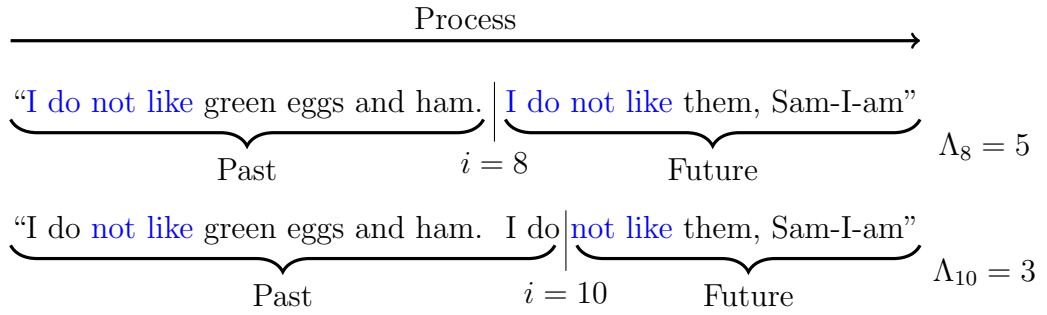 Process
“I do not like green eggs and ham. I do not like them, Sam-I-am”
Past i = 8 Future Λ₈ = 5
“I do not like green eggs and ham. I do not like them, Sam-I-am”
Past i = 10 Future Λ₁₀ = 3